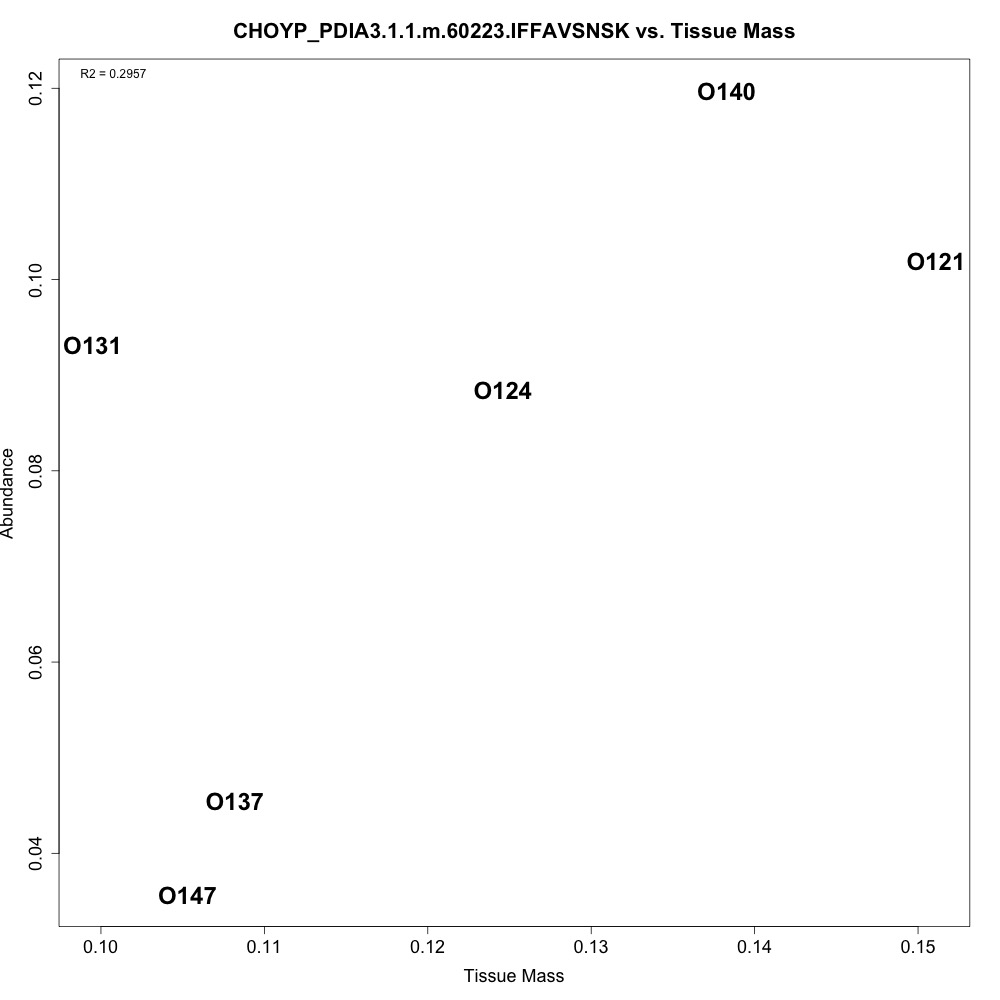 CHOYP_PDIA3.1.1.m.60223.IFFAVSNSK vs. Tissue Mass
R2 = 0.2957
0.12
O140
0.10
O121
O131
O124
0.08
Abundance
0.06
O137
0.04
O147
0.10 0.11 0.12 0.13 0.14 0.15
Tissue Mass